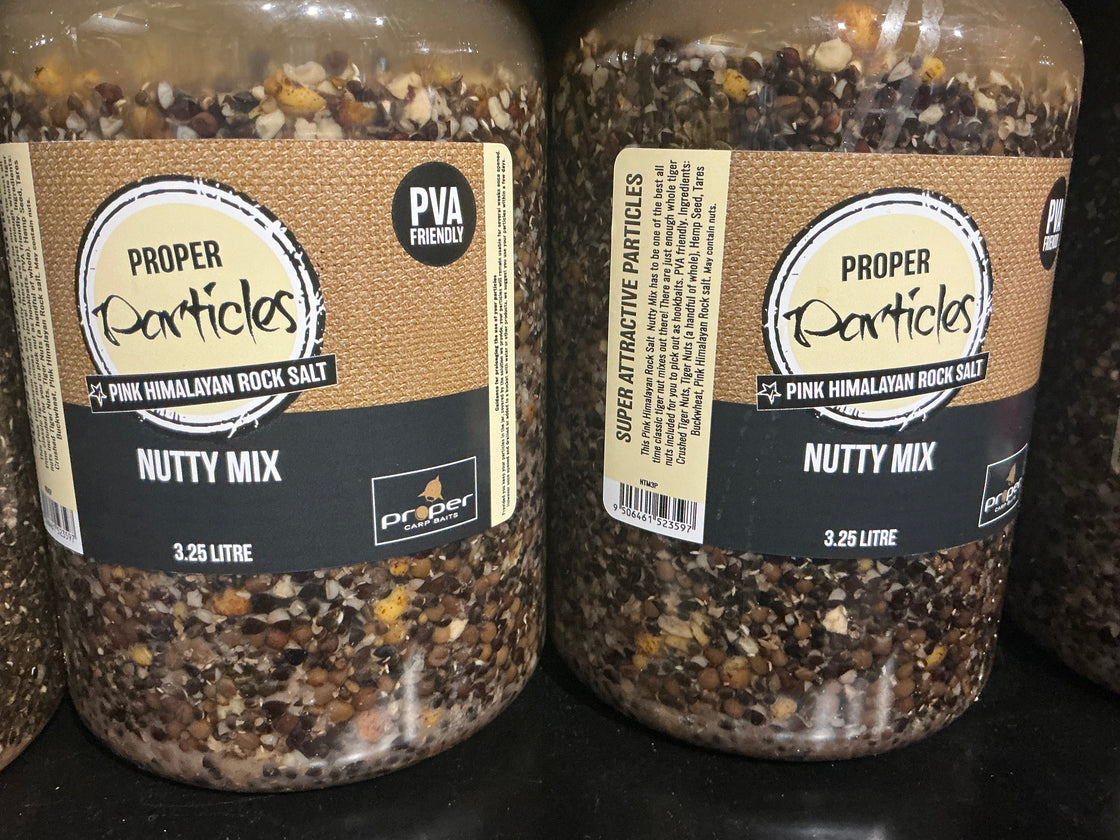 PROPER
Particles
PINK HIMALAYAN ROCK SALT
NUTTY MIX
3.25 LITRE
PVA
FRIENDLY
proper
CARP BAITS
SUPER ATTRACTIVE PARTICLES
This Pink Himalayan Rock Salt Nutty Mix has to be one of the best all
time classic tiger nut mixes out there! There are just enough whole tiger
nuts included for you to pick out as hookbaits. PVA friendly. Ingredients:
Crushed Tiger Nuts, Tiger Nuts (a handful of whole), Hemp Seed, Tares
Buckwheat, Pink Himalayan Rock salt. May contain nuts.
NTM3P
9 506461 523597
PROPER
Particles
PINK HIMALAYAN ROCK SALT
NUTTY MIX
3.25 LITRE
CARP